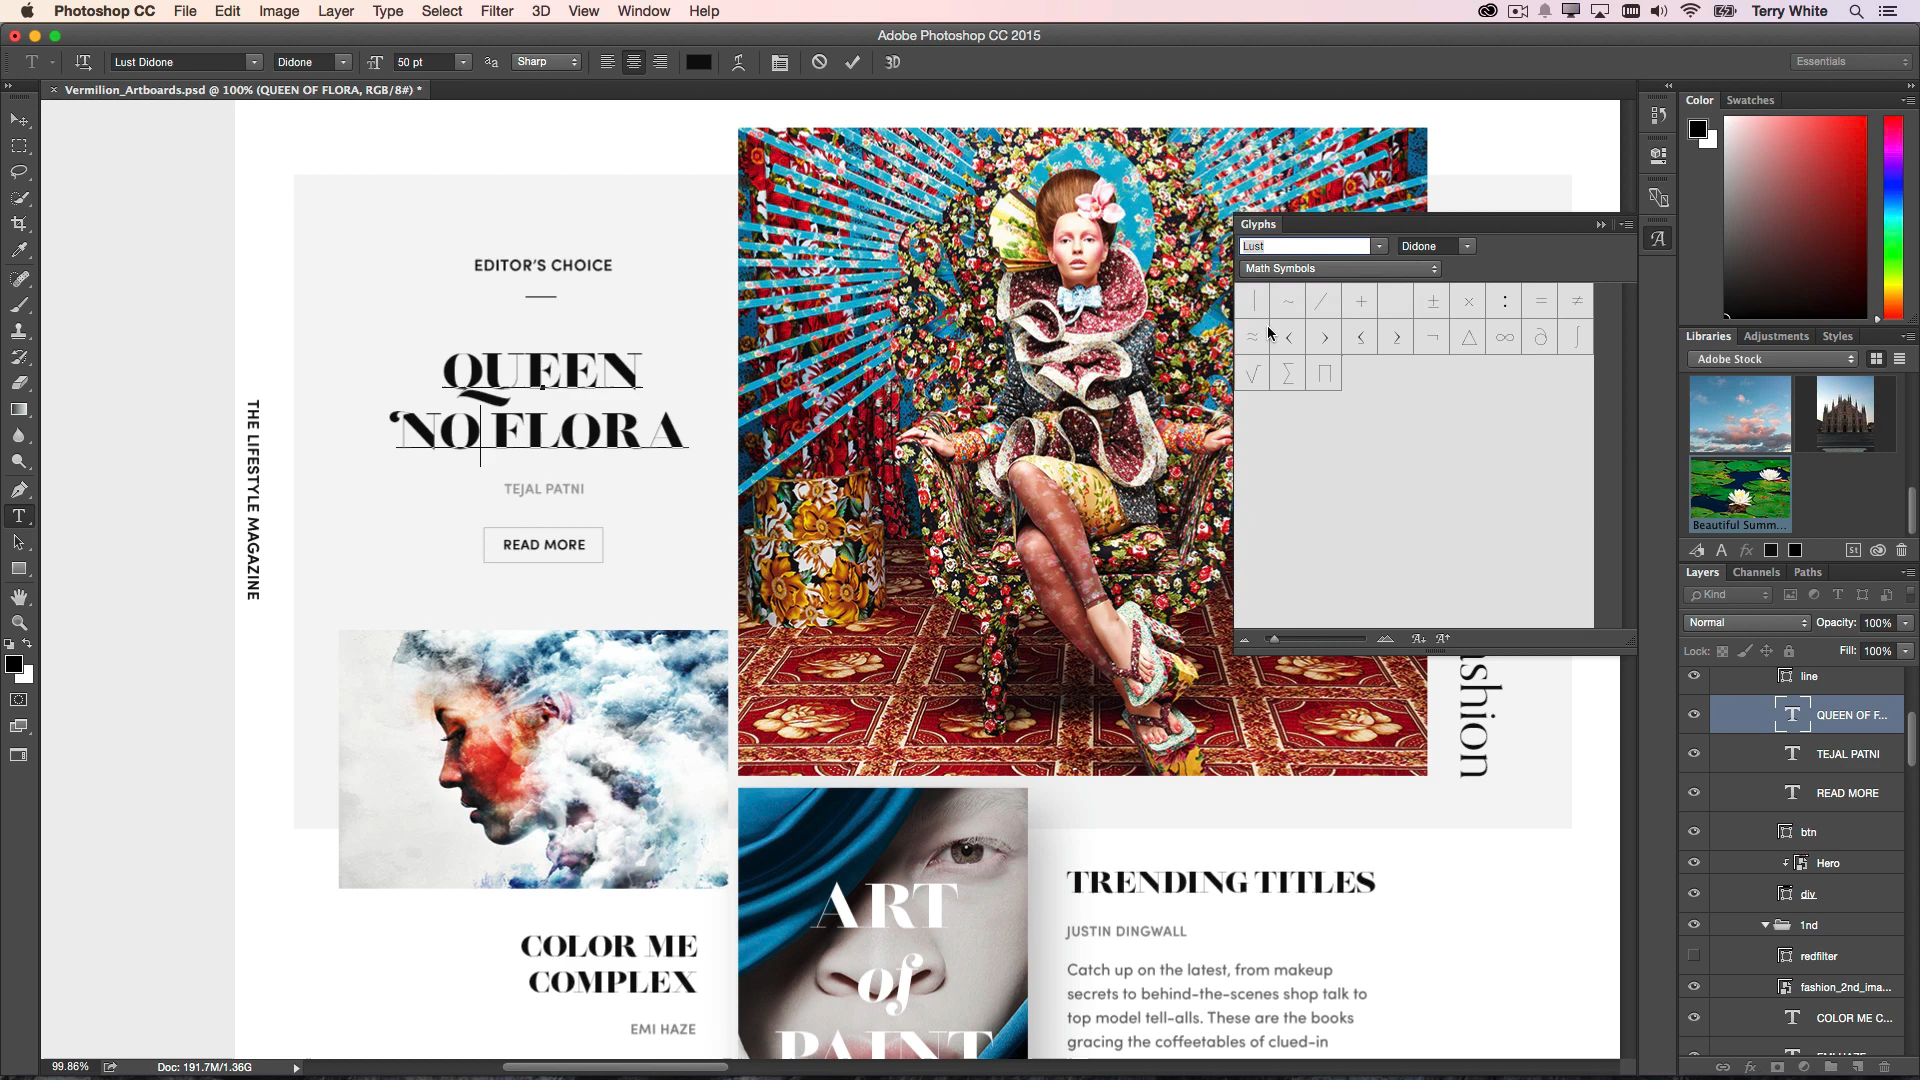 Photoshop CC File Edit Image Layer Type Select Filter 3D View Window Help Terry White
Adobe Photoshop CC 2015
T Lust Didone Didone 50 pt Sharp 3D Essentials
× Vermilion_Artboards.psd @ 100% (QUEEN OF FLORA, RGB/8#) *
EDITOR'S CHOICE
QUEEN
NO FLORA
TEJAL PATNI
READ MORE
THE LIFESTYLE MAGAZINE
Glyphs
Lust Didone
Math Symbols
| ~ ∕ + ± × : = ≠
≈ ‹ › ≤ ≥ ¬ △ ∞ ∂ ∫
√ ∑ ∏
shion
COLOR ME
COMPLEX
EMI HAZE
ART
of
PAINT
TRENDING TITLES
JUSTIN DINGWALL
Catch up on the latest, from makeup
secrets to behind-the-scenes shop talk to
top model tell-alls. These are the books
gracing the coffeetables of clued-in
Color Swatches
Libraries Adjustments Styles
Adobe Stock
Beautiful Summ...
A fx St
Layers Channels Paths
Kind
Normal Opacity: 100%
Lock: Fill: 100%
line
T QUEEN OF F...
T TEJAL PATNI
T READ MORE
btn
Hero
div
1nd
redfilter
fashion_2nd_ima...
T COLOR ME C...
99.86% Doc: 191.7M/1.36G